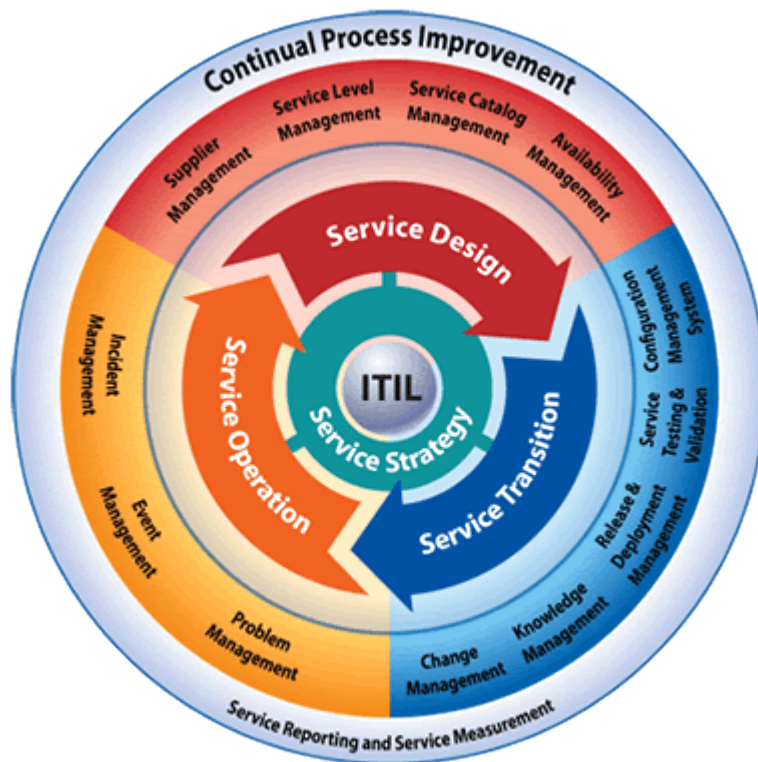 Continual Process Improvement
Supplier
Management
Service Level
Management
Service Catalog
Management
Availability
Management
Configuration
Management
System
Service
Testing &
Validation
Release &
Deployment
Management
Knowledge
Management
Change
Management
Problem
Management
Event
Management
Incident
Management
Service Design
Service Transition
Service Operation
Service Strategy
ITIL
Service Reporting and Service Measurement